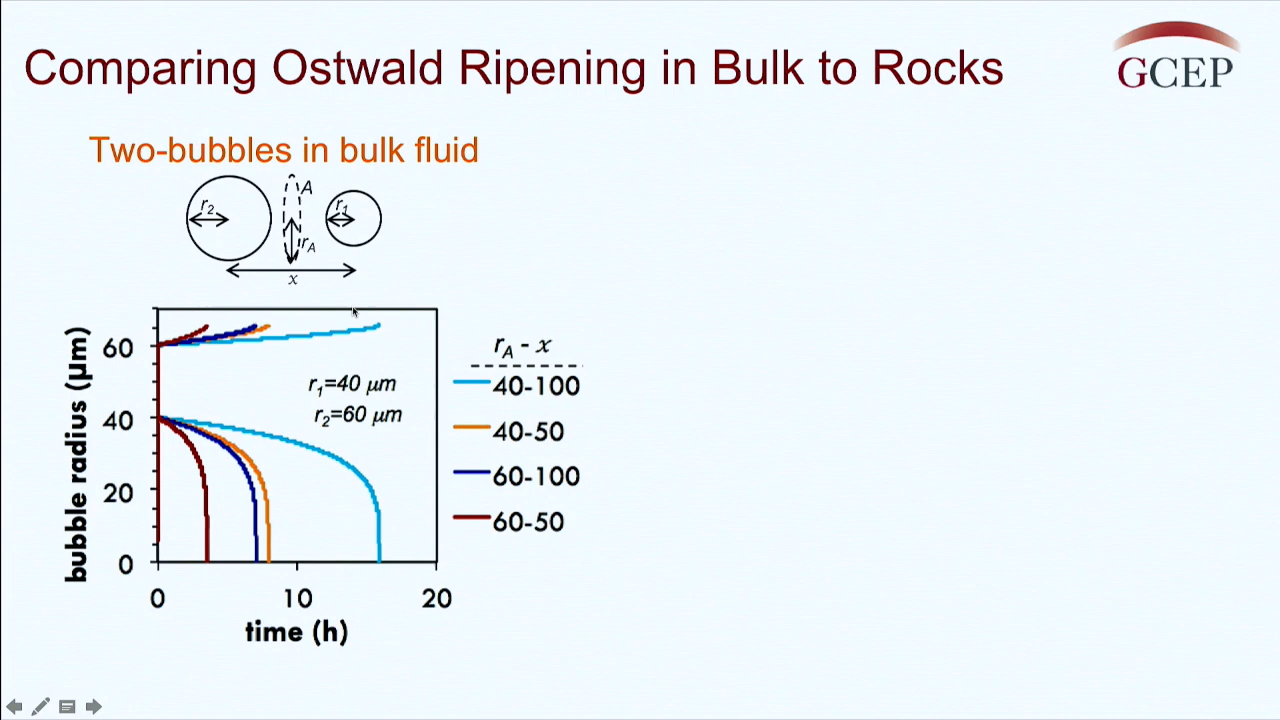 Comparing Ostwald Ripening in Bulk to Rocks
GCEP
Two-bubbles in bulk fluid
r2
A
r1
rA
x
bubble radius (μm)
60
40
20
0
r1=40 μm
r2=60 μm
0
10
20
time (h)
rA - x
40-100
40-50
60-100
60-50